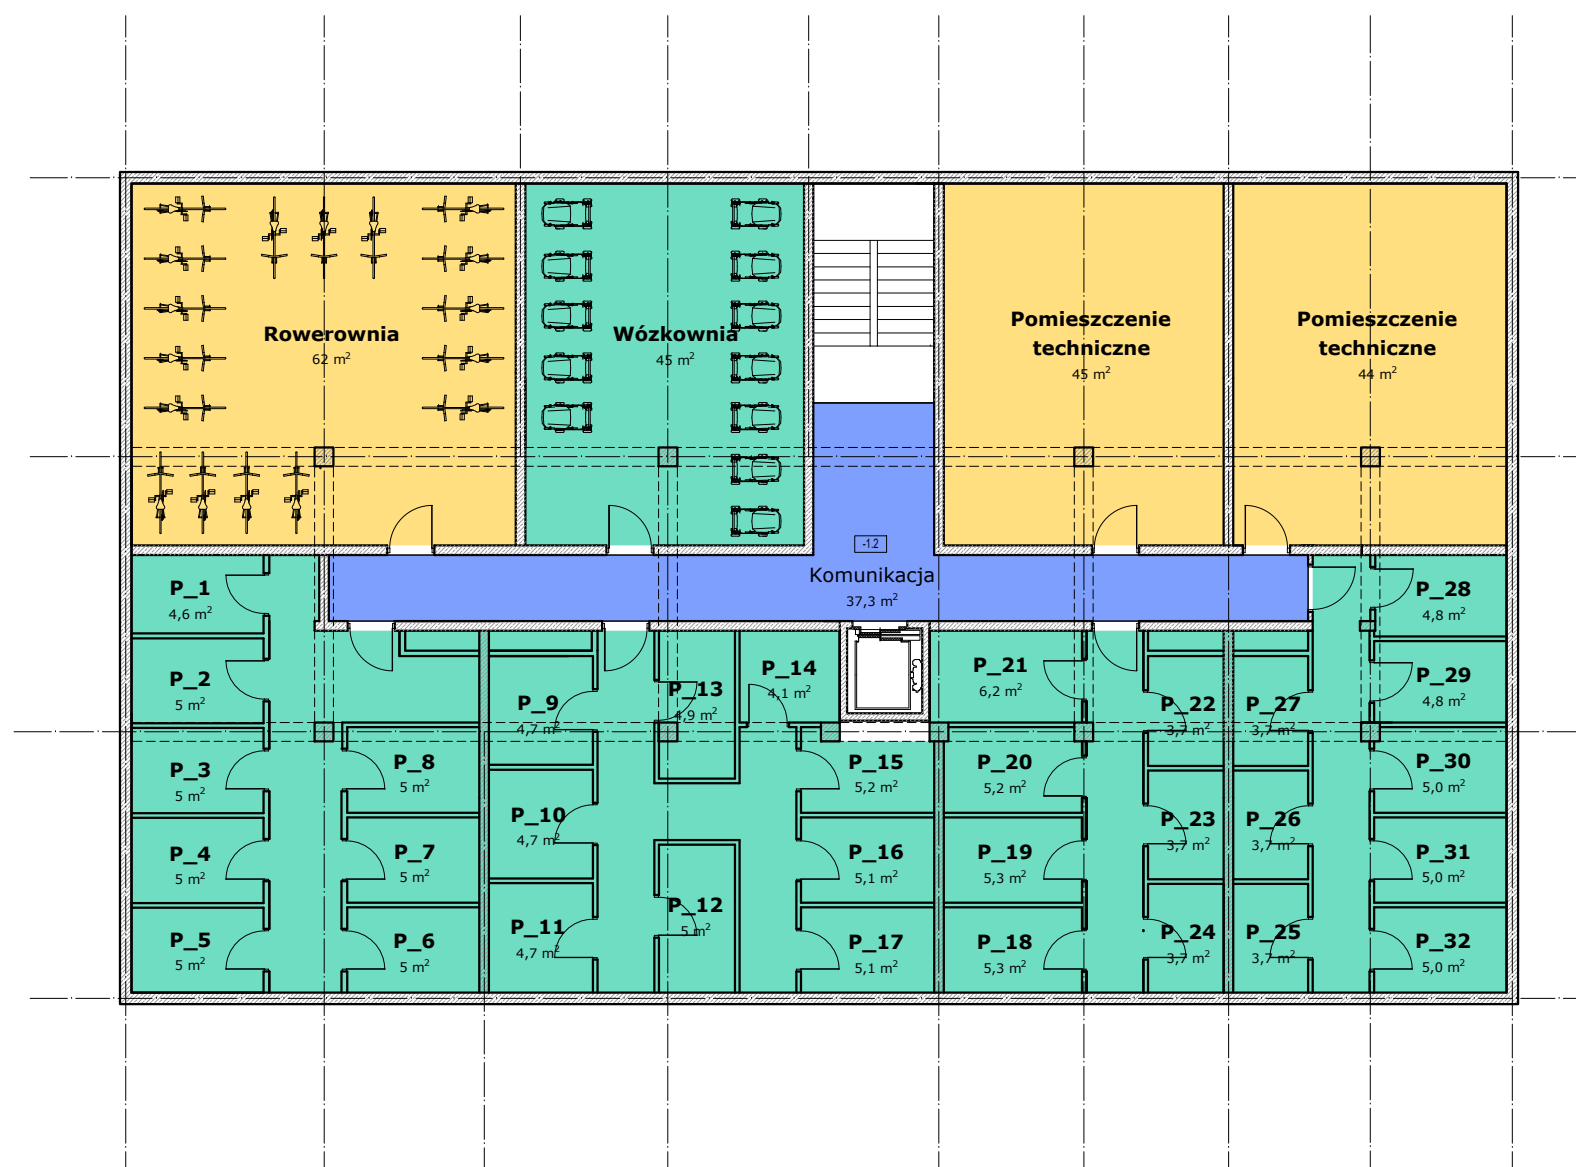 Rowerownia
62 m²
Wózkownia
45 m²
Pomieszczenie
techniczne
45 m²
Pomieszczenie
techniczne
44 m²
-1.2
Komunikacja
37,3 m²
P_1
4,6 m²
P_2
5 m²
P_3
5 m²
P_4
5 m²
P_5
5 m²
P_6
5 m²
P_7
5 m²
P_8
5 m²
P_9
4,7 m²
P_10
4,7 m²
P_11
4,7 m²
P_12
5 m²
P_13
4,9 m²
P_14
4,1 m²
P_15
5,2 m²
P_16
5,1 m²
P_17
5,1 m²
P_18
5,3 m²
P_19
5,3 m²
P_20
5,2 m²
P_21
6,2 m²
P_22
3,7 m²
P_23
3,7 m²
P_24
3,7 m²
P_25
3,7 m²
P_26
3,7 m²
P_27
3,7 m²
P_28
4,8 m²
P_29
4,8 m²
P_30
5,0 m²
P_31
5,0 m²
P_32
5,0 m²